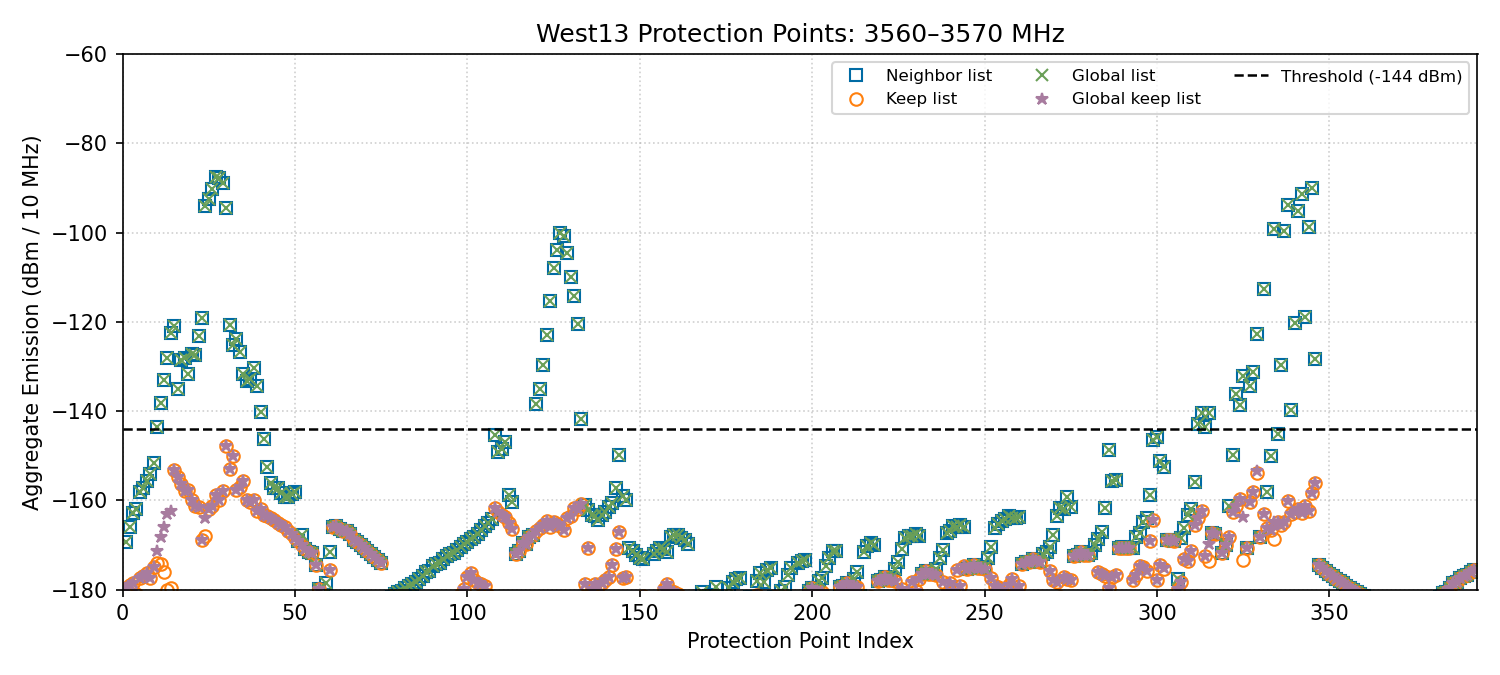 West13 Protection Points: 3560–3570 MHz
Neighbor list
Keep list
Global list
Global keep list
Threshold (-144 dBm)
Aggregate Emission (dBm / 10 MHz)
−60
−80
−100
−120
−140
−160
−180
0 50 100 150 200 250 300 350
Protection Point Index